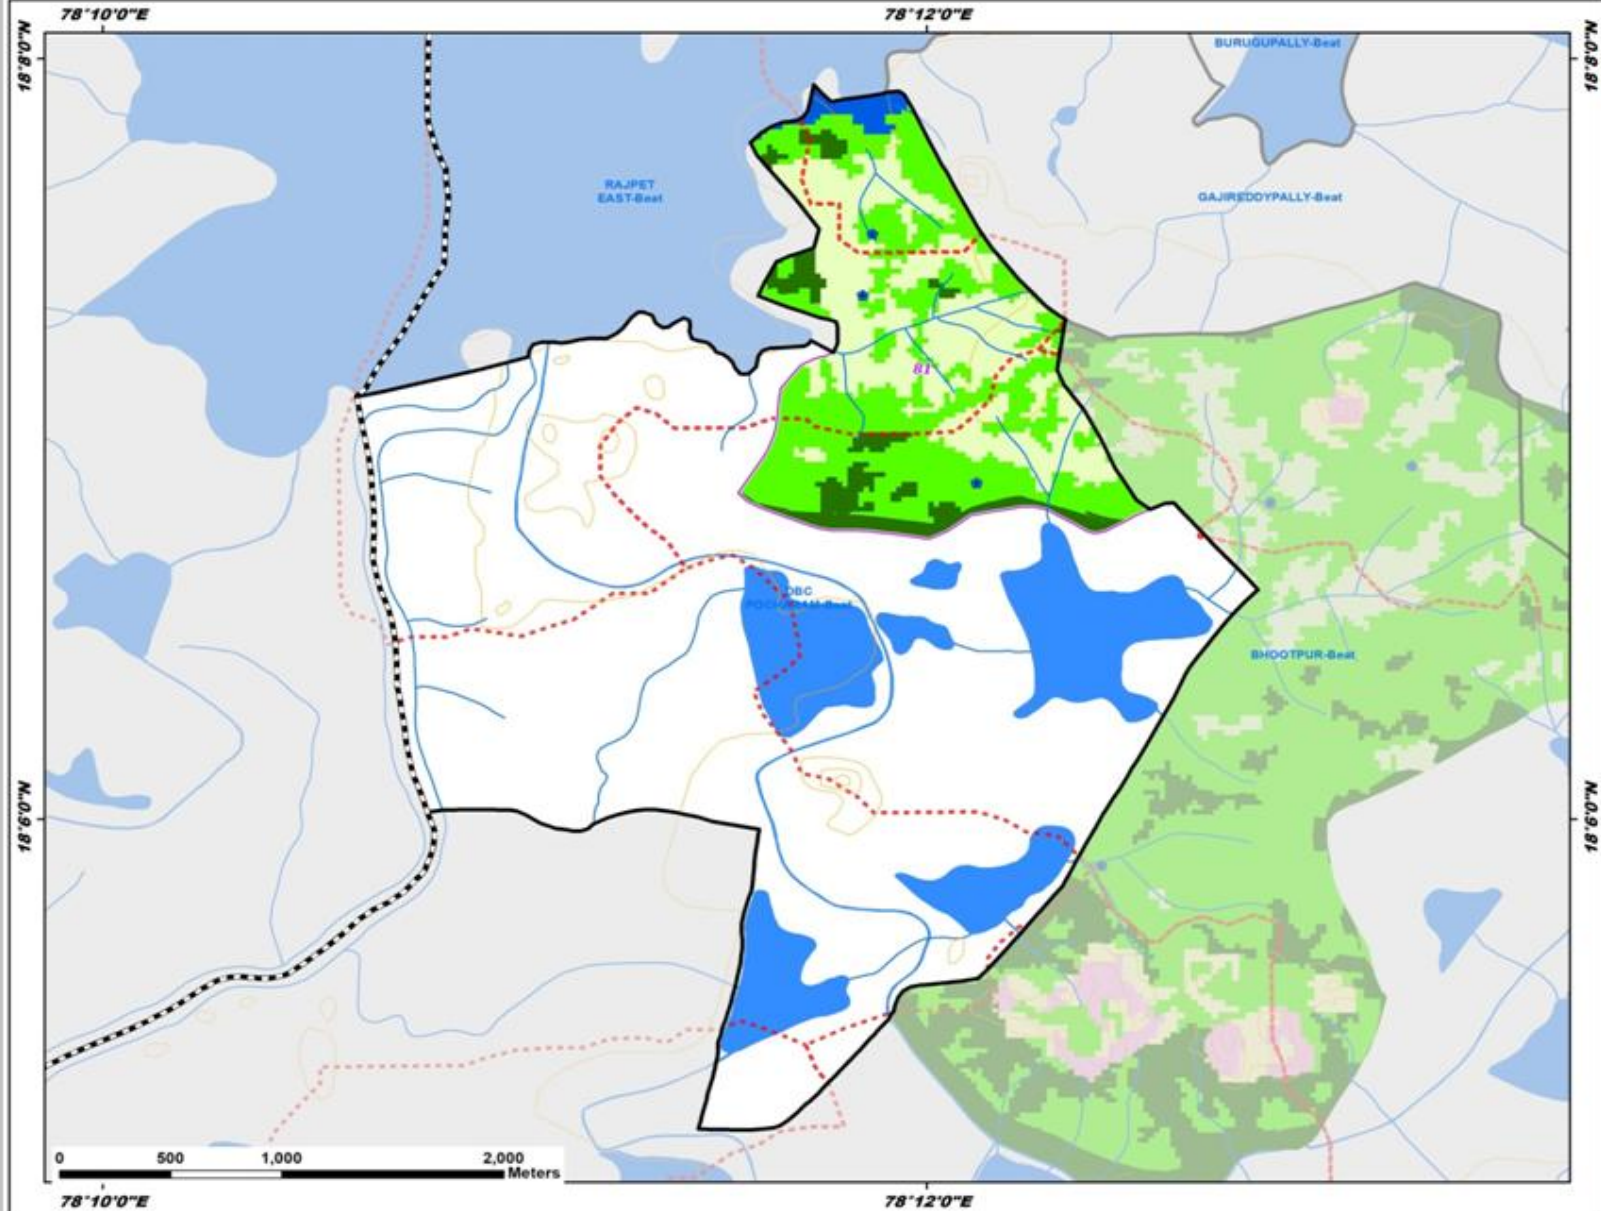 78°10'0"E
78°12'0"E
18°8'0"N
18°8'0"N
BURUGUPALLY-Beat
RAJPET
EAST-Beat
GAJIREDDYPALLY-Beat
81
DBC
BHOOTPUR-Beat
18°6'0"N
18°6'0"N
0 500 1,000 2,000
Meters
78°10'0"E
78°12'0"E